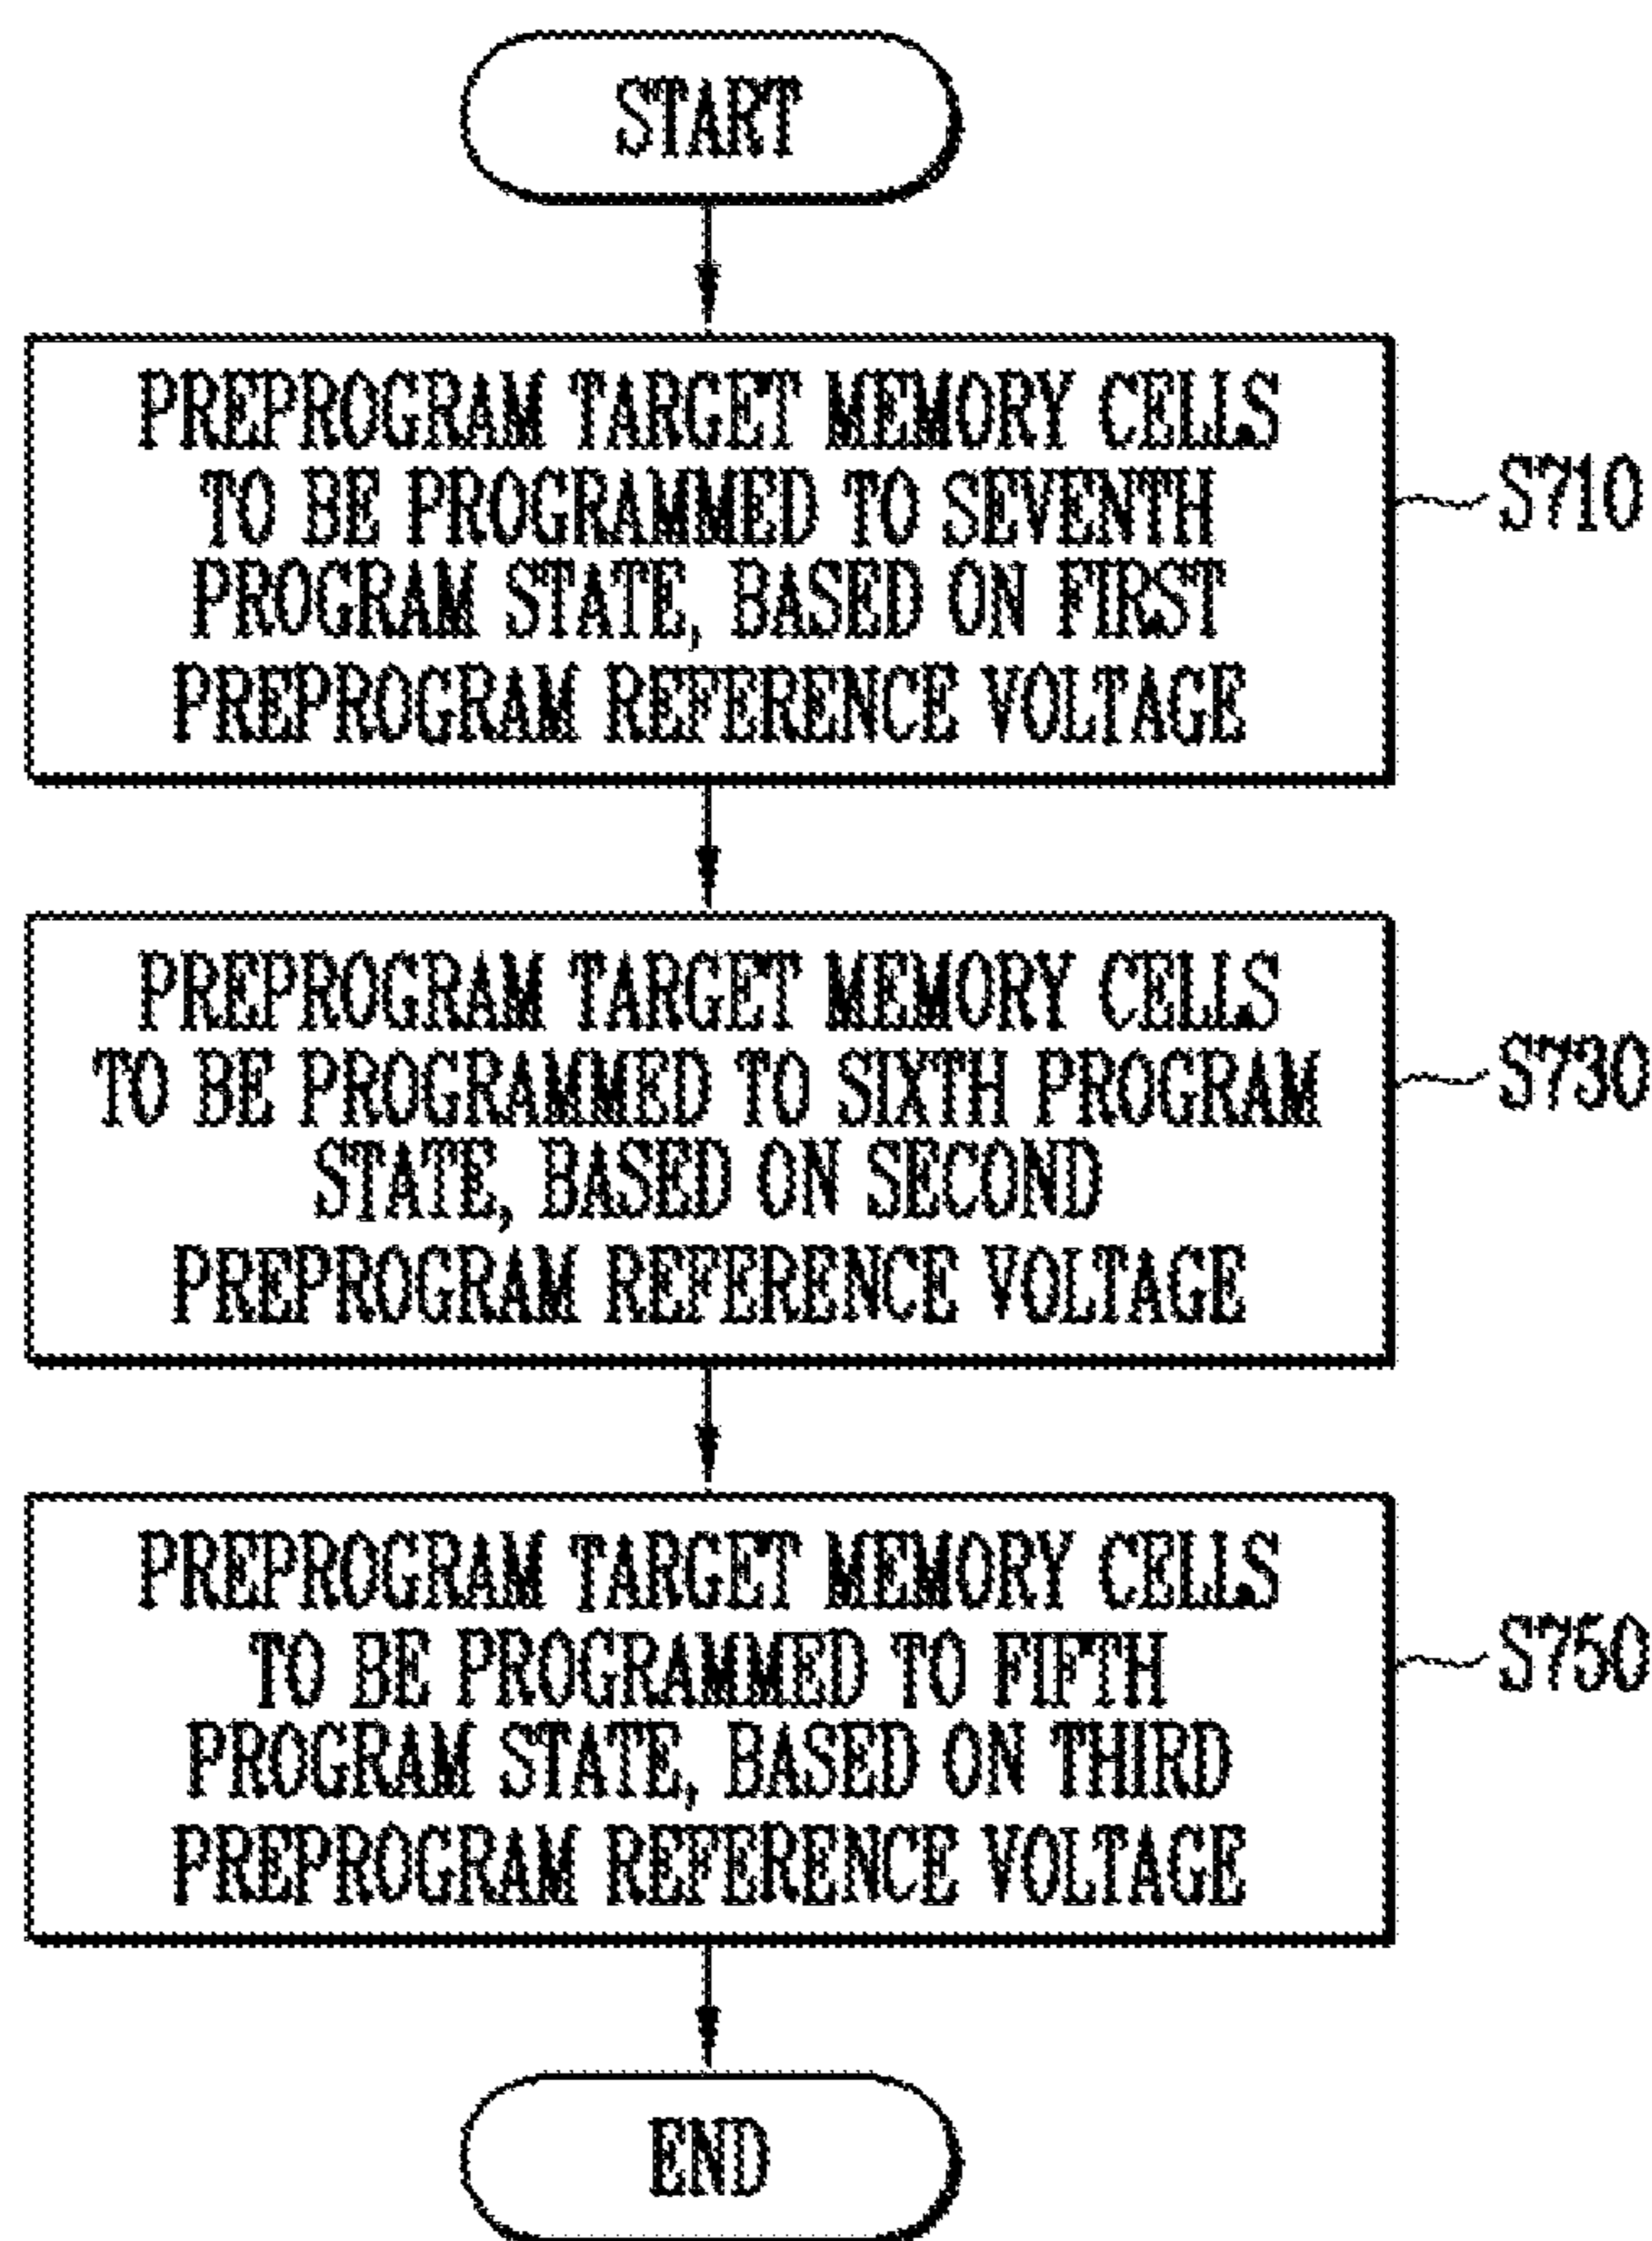 START
PREPROGRAM TARGET MEMORY CELLS
TO BE PROGRAMMED TO SEVENTH
PROGRAM STATE, BASED ON FIRST
PREPROGRAM REFERENCE VOLTAGE
S710
PREPROGRAM TARGET MEMORY CELLS
TO BE PROGRAMMED TO SIXTH PROGRAM
STATE, BASED ON SECOND
PREPROGRAM REFERENCE VOLTAGE
S730
PREPROGRAM TARGET MEMORY CELLS
TO BE PROGRAMMED TO FIFTH
PROGRAM STATE, BASED ON THIRD
PREPROGRAM REFERENCE VOLTAGE
S750
END